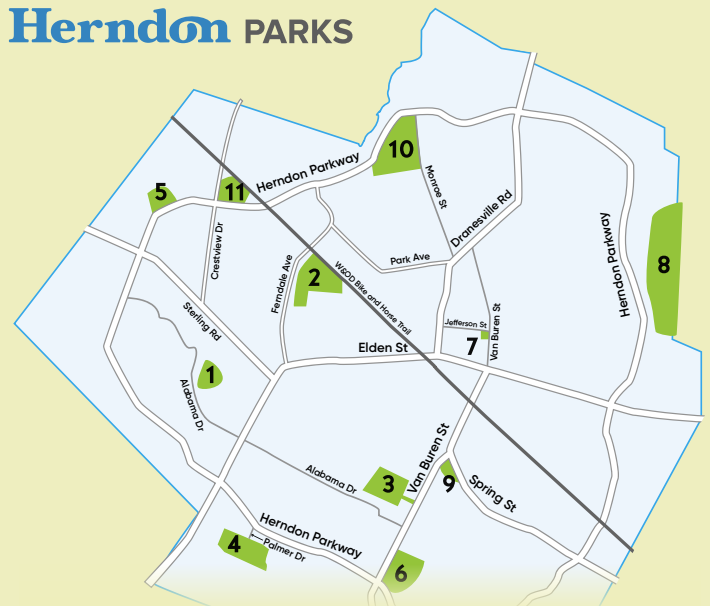 Herndon PARKS
10
Herndon Parkway
5
11
Monroe St
Dranesville Rd
Crestview Dr
Herndon Parkway
Park Ave
8
Ferndale Ave
2
W&OD Bike and Horse Trail
Sterling Rd
Jefferson St
Van Buren St
7
Elden St
1
Alabama Dr
Van Buren St
Alabama Dr
3
9
Spring St
Herndon Parkway
4
Palmer Dr
6